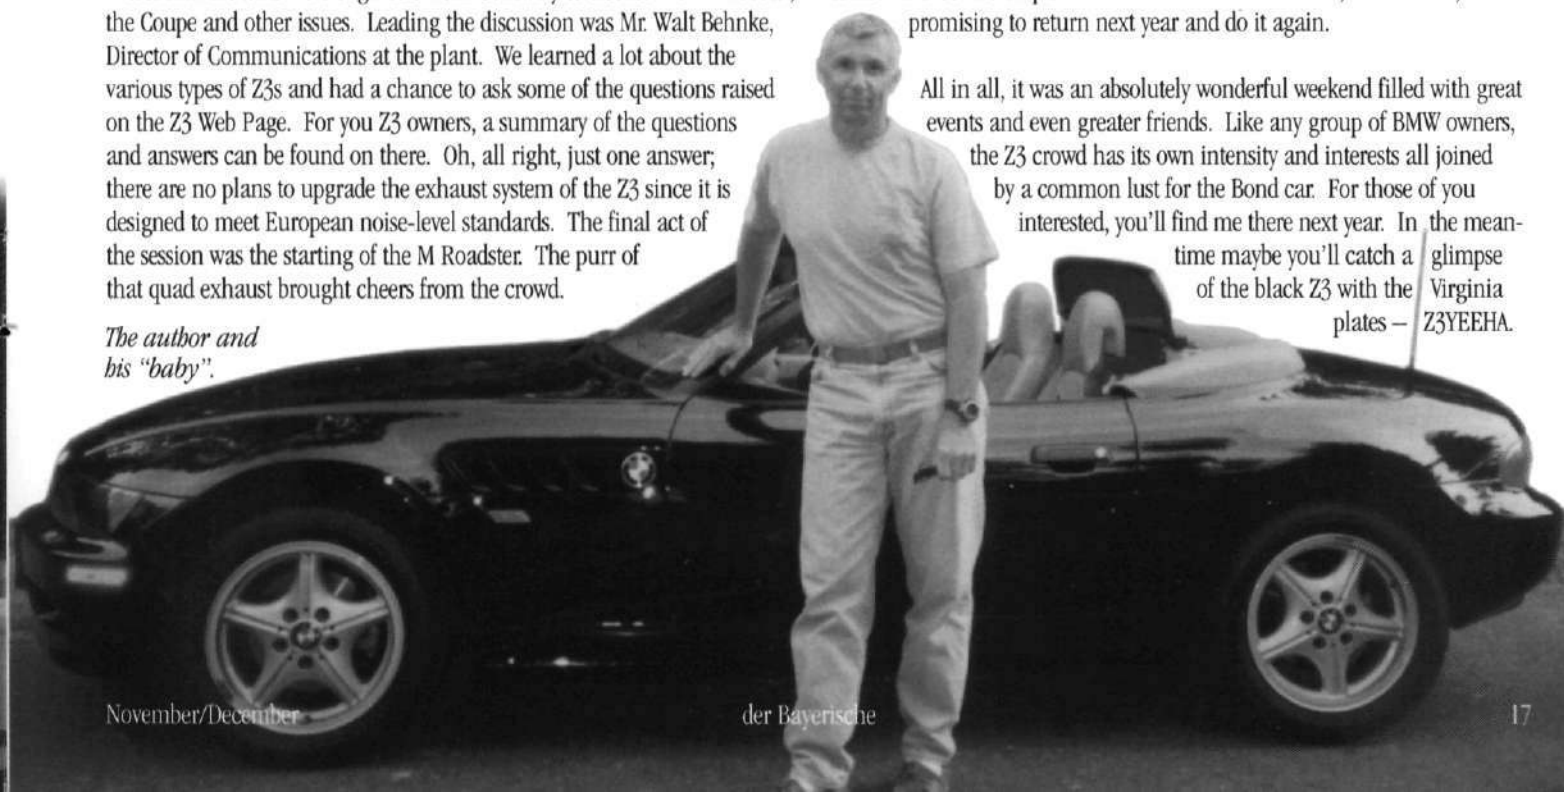 the Coupe and other issues.  Leading the discussion was Mr. Walt Behnke,
Director of Communications at the plant.  We learned a lot about the
various types of Z3s and had a chance to ask some of the questions raised
on the Z3 Web Page.  For you Z3 owners, a summary of the questions
and answers can be found on there.  Oh, all right, just one answer;
there are no plans to upgrade the exhaust system of the Z3 since it is
designed to meet European noise-level standards.  The final act of
the session was the starting of the M Roadster.  The purr of
that quad exhaust brought cheers from the crowd.
The author and
his "baby".
promising to return next year and do it again.
All in all, it was an absolutely wonderful weekend filled with great
events and even greater friends.  Like any group of BMW owners,
the Z3 crowd has its own intensity and interests all joined
by a common lust for the Bond car.  For those of you
interested, you'll find me there next year.  In the mean-
time maybe you'll catch a glimpse
of the black Z3 with the Virginia
plates – Z3YEEHA.
November/December
der Bayerische
17